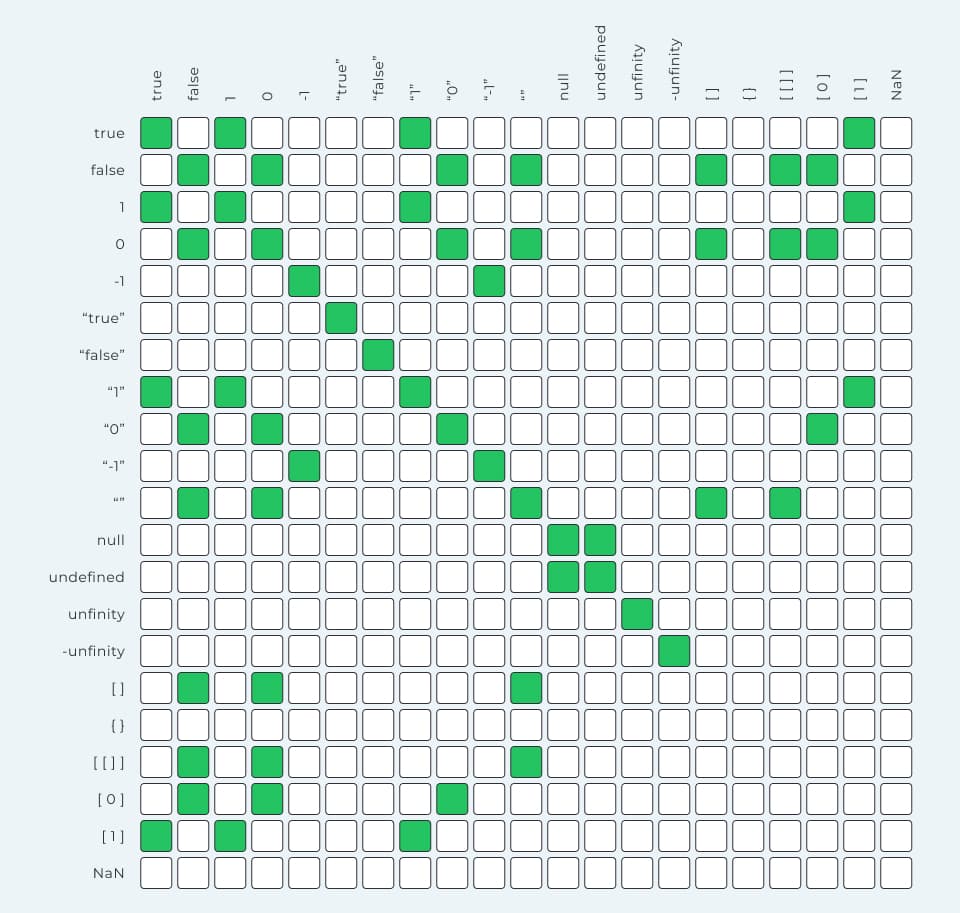 true
false
1
0
-1
“true”
“false”
“1”
“0”
“-1”
“”
null
undefined
unfinity
-unfinity
[ ]
{ }
[ [ ] ]
[ 0 ]
[ 1 ]
NaN
true
false
1
0
-1
“true”
“false”
“1”
“0”
“-1”
“”
null
undefined
unfinity
-unfinity
[ ]
{ }
[ [ ] ]
[ 0 ]
[ 1 ]
NaN